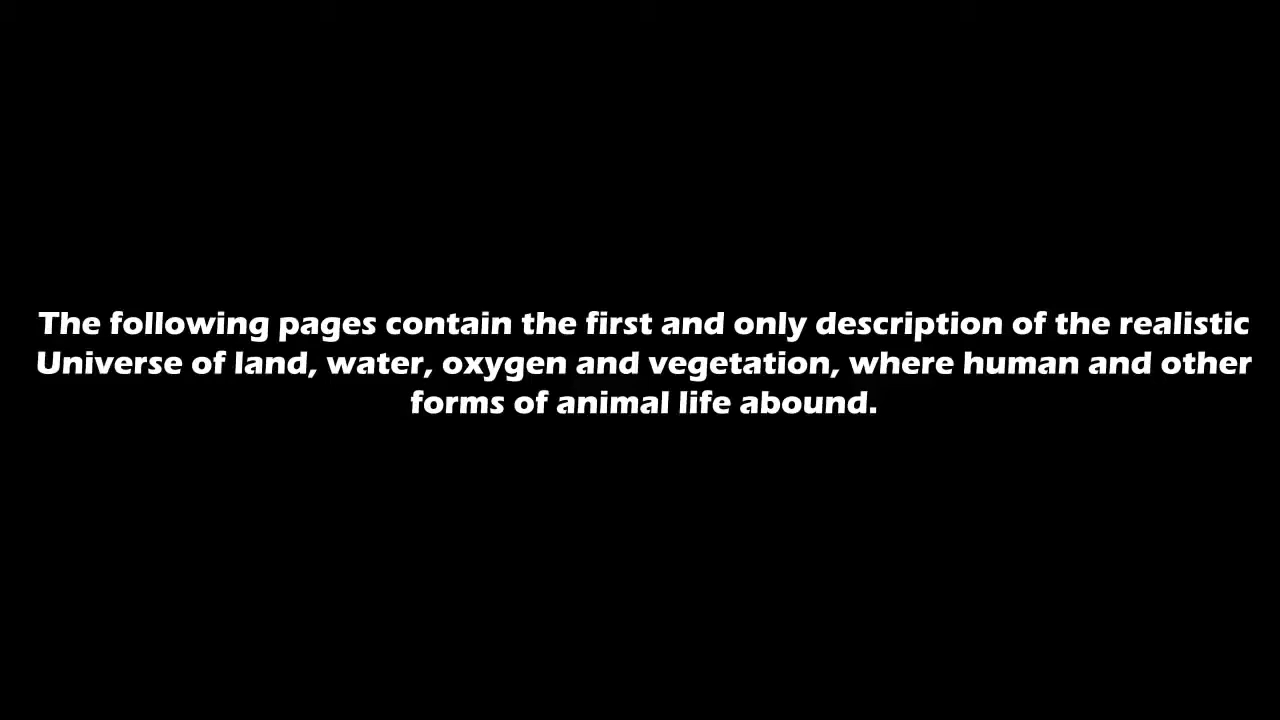 The following pages contain the first and only description of the realistic
Universe of land, water, oxygen and vegetation, where human and other
forms of animal life abound.